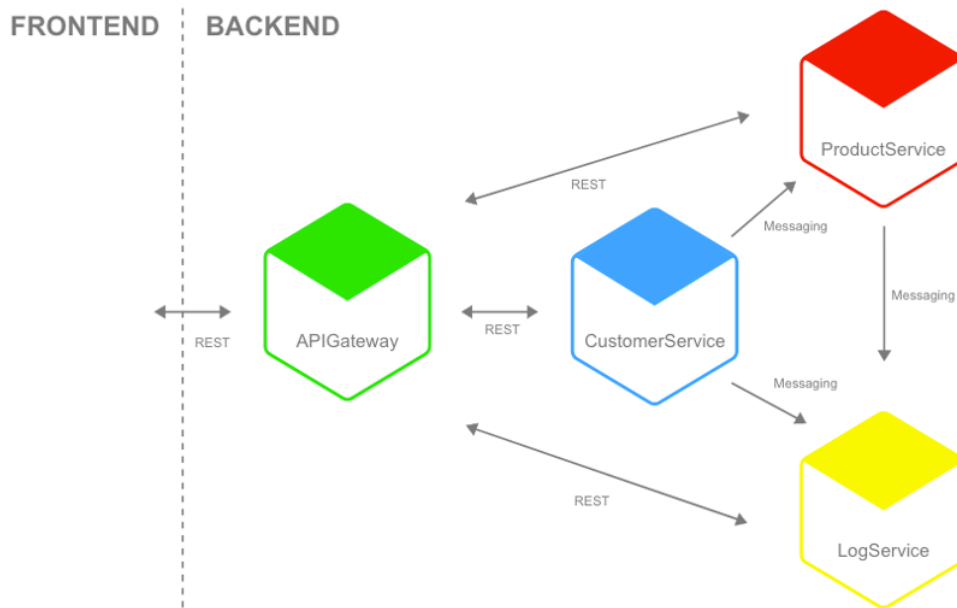 FRONTEND
BACKEND
ProductService
REST
Messaging
Messaging
REST
REST
APIGateway
CustomerService
Messaging
REST
LogService